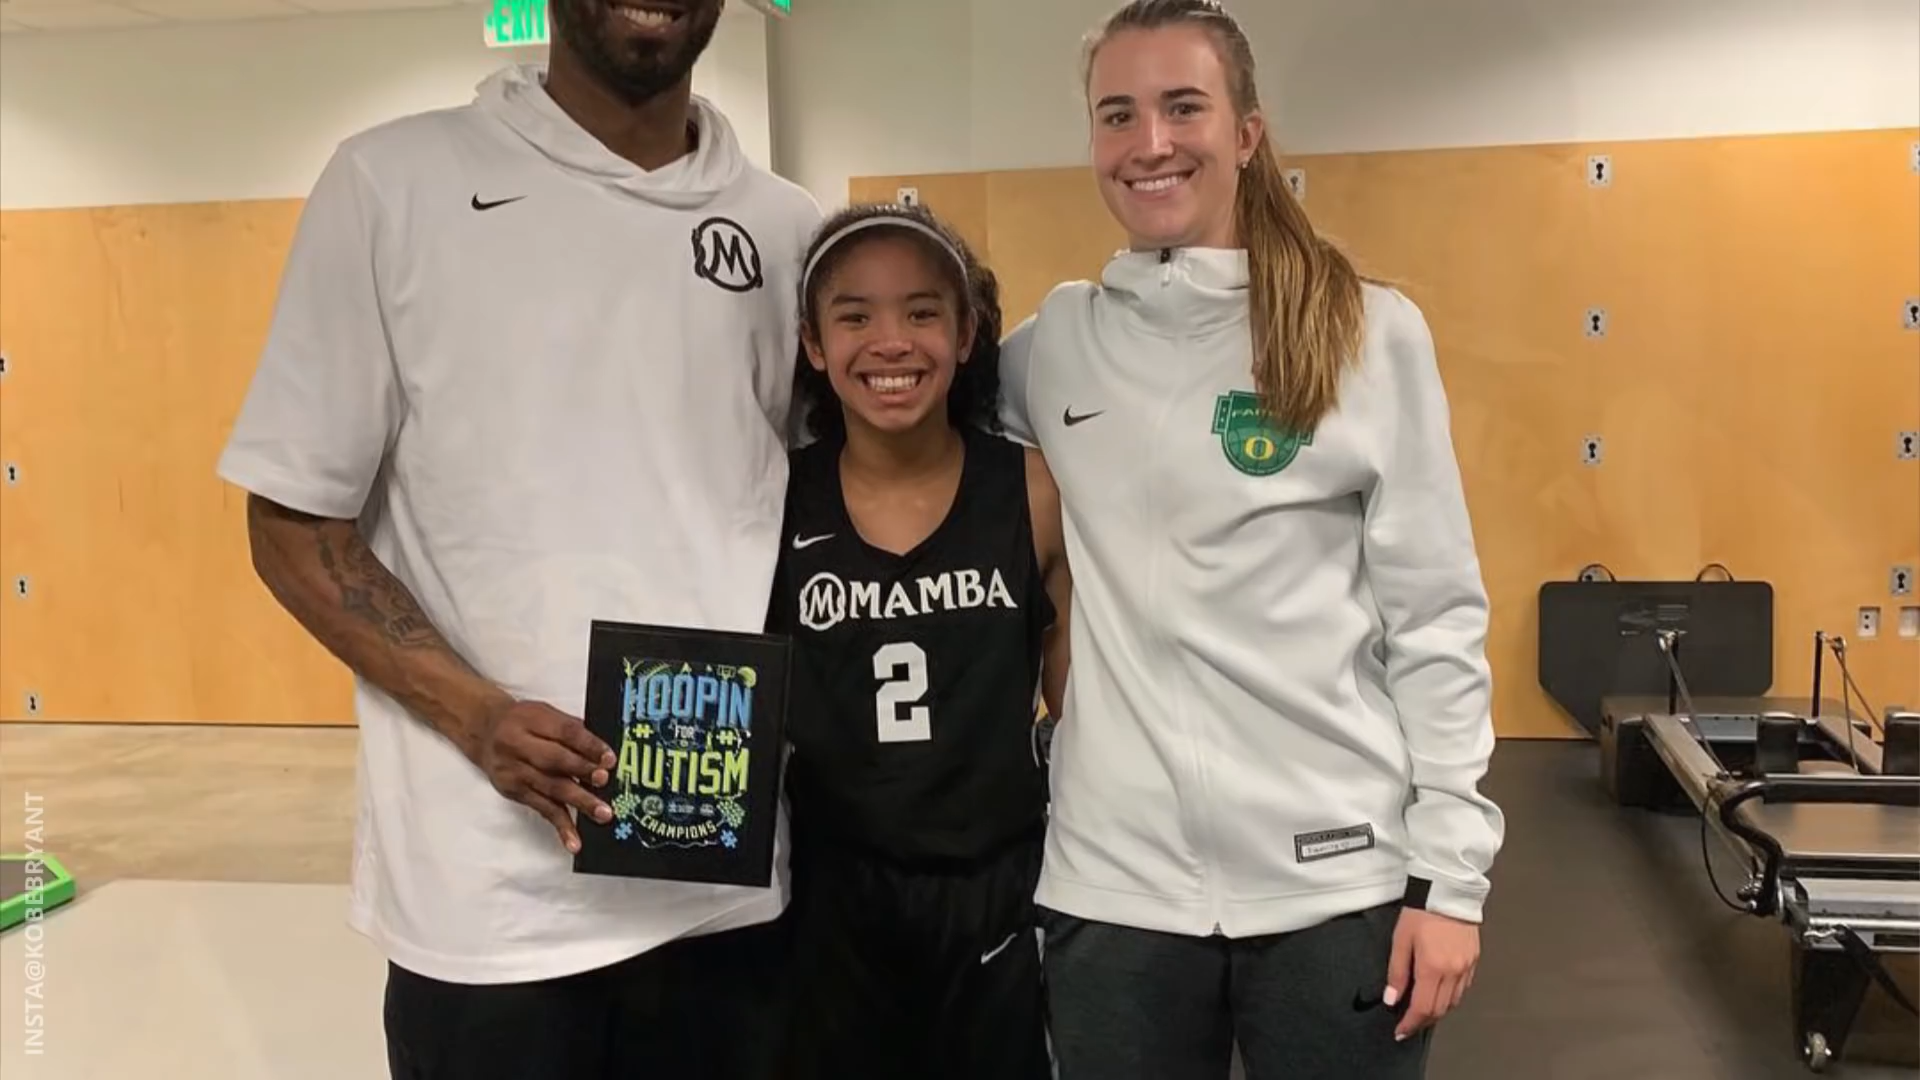 EXIT
M
M MAMBA
2
HOOPIN
FOR
AUTISM
CHAMPIONS
O
INSTA@KOBEBRYANT